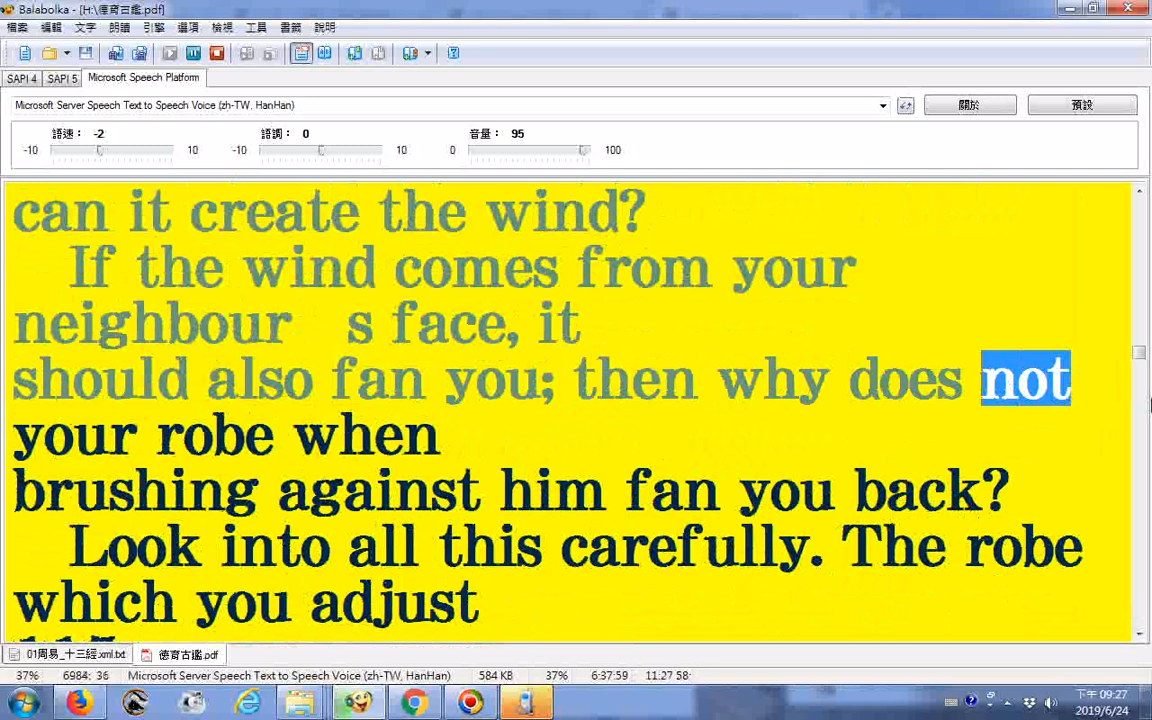 Balabolka - [H:\德育古鑑.pdf]
檔案 編輯 文字 朗讀 引擎 選項 檢視 工具 書籤 說明
SAPI 4 SAPI 5 Microsoft Speech Platform
Microsoft Server Speech Text to Speech Voice (zh-TW, HanHan) 關於 預設
語速： -2 語調： 0 音量： 95
-10 10 -10 10 0 100
can it create the wind?
If the wind comes from your
neighbour s face, it
should also fan you; then why does not
your robe when
brushing against him fan you back?
Look into all this carefully. The robe
which you adjust
01周易_十三經.xml.txt 德育古鑑.pdf
37% 6984: 36 Microsoft Server Speech Text to Speech Voice (zh-TW, HanHan) 584 KB 37% 6:37:59 11:27 58
下午 09:27
2019/6/24